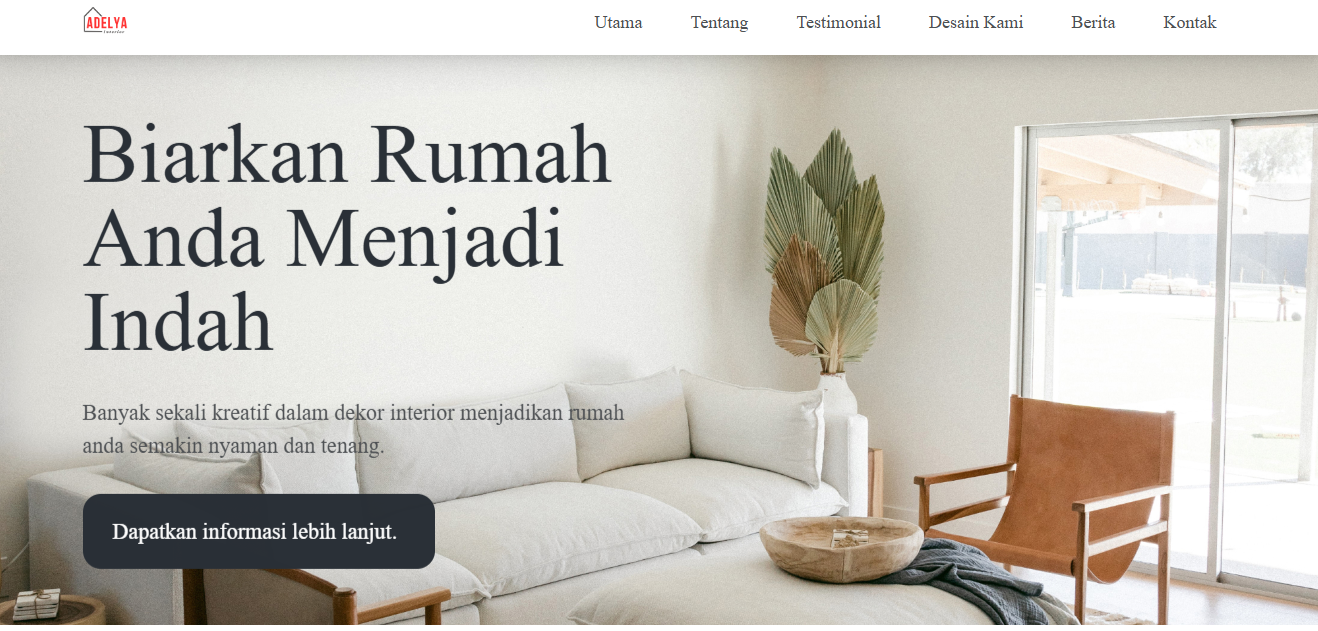 ADELYA
Interior
Utama Tentang Testimonial Desain Kami Berita Kontak
Biarkan Rumah
Anda Menjadi
Indah
Banyak sekali kreatif dalam dekor interior menjadikan rumah
anda semakin nyaman dan tenang.
Dapatkan informasi lebih lanjut.